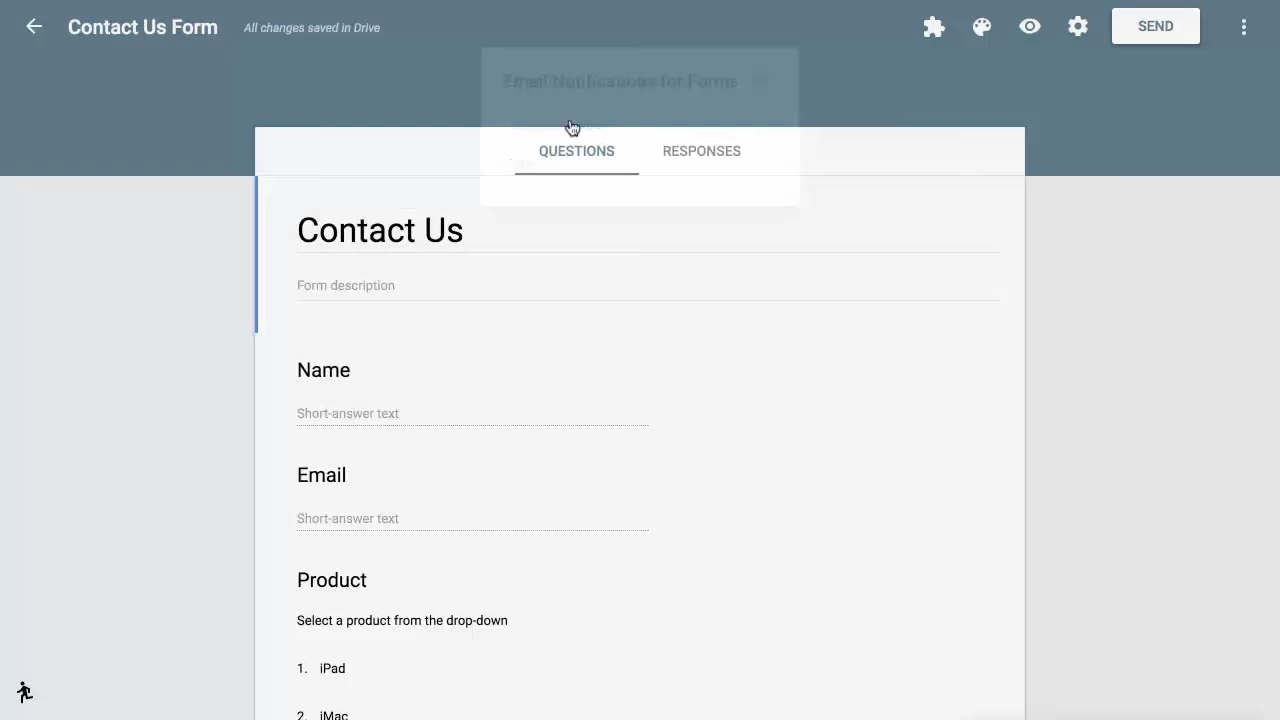 Contact Us Form All changes saved in Drive SEND
Email Notifications for Forms
QUESTIONS RESPONSES
Contact Us
Form description
Name
Short-answer text
Email
Short-answer text
Product
Select a product from the drop-down
1. iPad
2. iMac